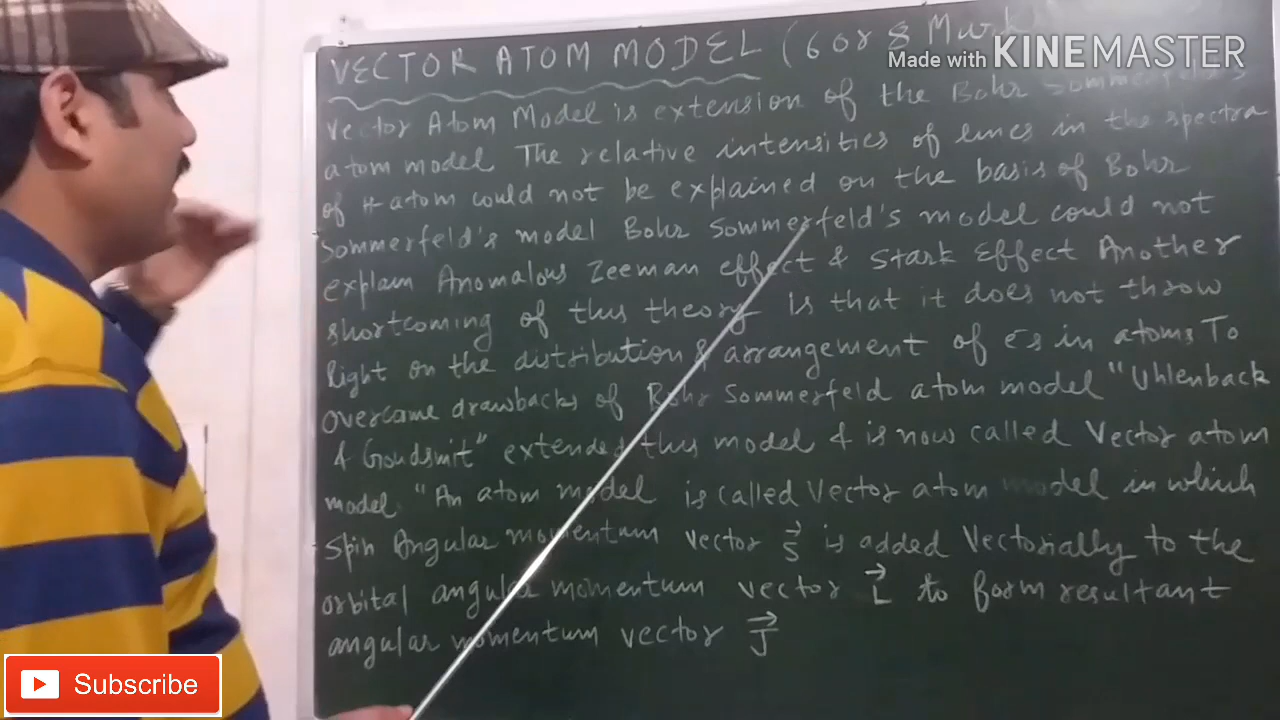 VECTOR ATOM MODEL (6 or 8 Mark
Made with KINEMASTER
Vector Atom Model is extension of the Bohr Sommerfeld's
atom model The relative intensities of lines in the spectra
of H atom could not be explained on the basis of Bohr
Sommerfeld's model Bohr Sommerfeld's model could not
explain Anomalous Zeeman effect & Stark Effect Another
shortcoming of this theory is that it does not throw
light on the distribution & arrangement of e-s in atoms To
overcome drawbacks of Bohr Sommerfeld atom model "Uhlenback
& Goudsmit" extended this model & is now called Vector atom
model. "An atom model is called Vector atom model in which
spin Angular momentum vector S⃗ is added Vectorially to the
orbital angular momentum vector L⃗ to form resultant
angular momentum vector J⃗
Subscribe